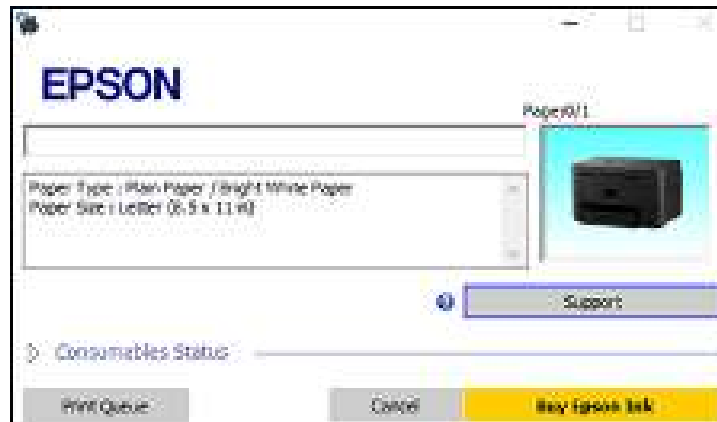 EPSON
Page:0/1
Paper Type : Plain Paper / Bright White Paper
Paper Size : Letter (8.5 x 11 in)
Support
Consumables Status
Print Queue
Cancel
Buy Epson Ink